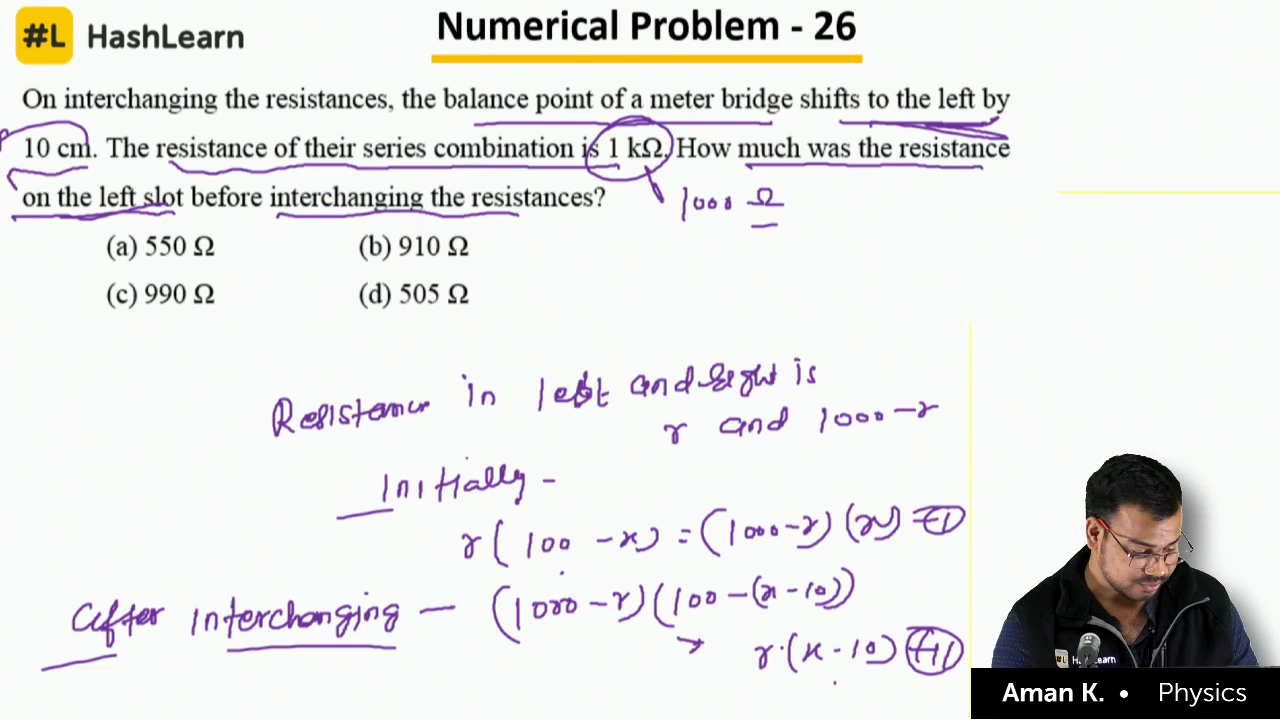 #L HashLearn
Numerical Problem - 26
On interchanging the resistances, the balance point of a meter bridge shifts to the left by
10 cm. The resistance of their series combination is 1 kΩ. How much was the resistance
on the left slot before interchanging the resistances?
1000 Ω
(a) 550 Ω (b) 910 Ω
(c) 990 Ω (d) 505 Ω
Resistance in left and right is
r and 1000-r
Initially -
r(100-x) = (1000-r)(x) -①
After interchanging - (1000-r)(100-(x-10))
→ r.(x-10)
#L HashLearn
Aman K. • Physics